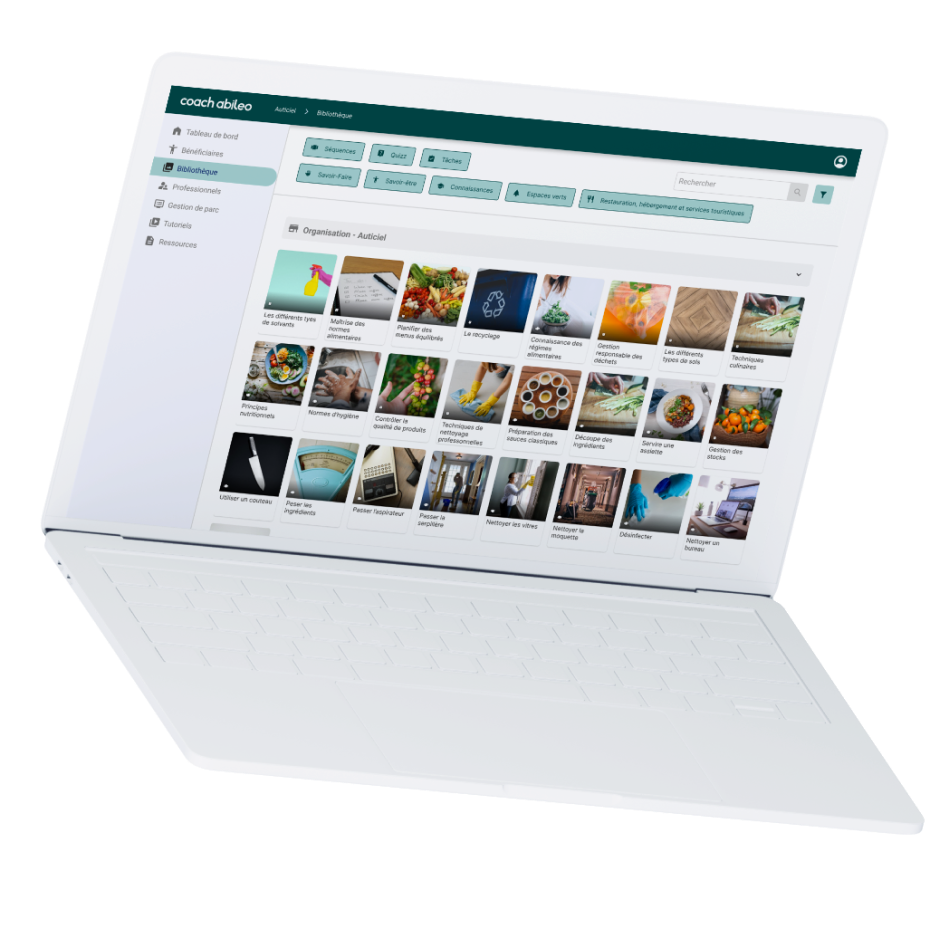 coach abileo
Auticiel > Bibliothèque
Tableau de bord
Bénéficiaires
Bibliothèque
Professionnels
Gestion de parc
Tutoriels
Ressources
Séquences
Quizz
Tâches
Savoir-Faire
Savoir-être
Connaissances
Espaces verts
Restauration, hébergement et services touristiques
Rechercher
Organisation - Auticiel
Les différents tyes
de solvants
Maîtrise des
normes
alimentaires
Planifier des
menus équilibrés
Le recyclage
Connaissance des
régimes
alimentaires
Gestion
responsable des
déchets
Les différents
types de sols
Techniques
culinaires
Principes
nutritionnels
Normes d'hygiène
Contrôler la
qualité de produits
Techniques de
nettoyage
professionnelles
Préparation des
sauces classiques
Découpe des
ingrédients
Servire une
assiette
Gestion des
stocks
Utiliser un couteau
Peser les
ingrédients
Passer l'aspirateur
Passer la
serpillère
Nettoyer les vitres
Nettoyer la
moquette
Désinfecter
Nettoyer un
bureau